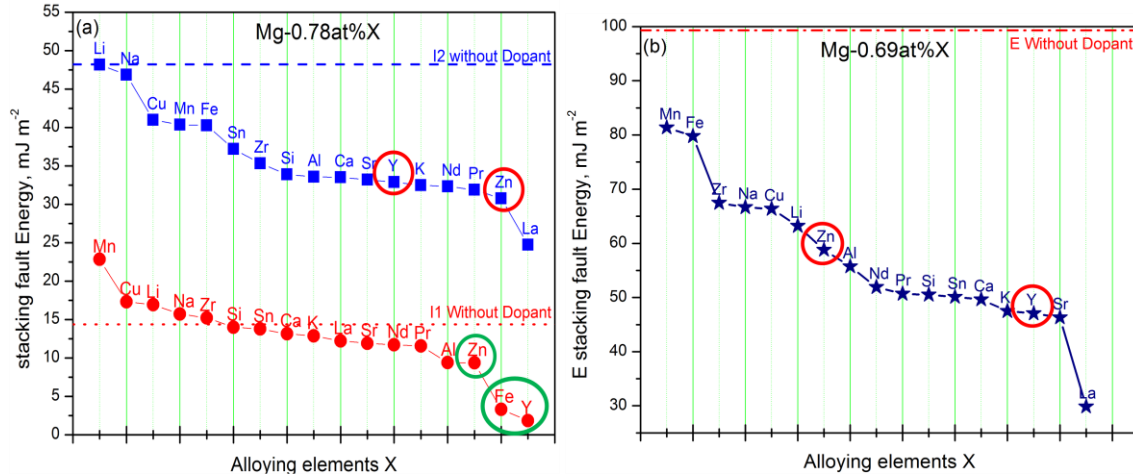 (a)
Mg-0.78at%X
I2 without Dopant
Li
Na
Cu
Mn
Fe
Sn
Zr
Si
Al
Ca
Sr
Y
K
Nd
Pr
Zn
La
Mn
Cu
Li
Na
Zr
Si
Sn
Ca
K
La
Sr
Nd
Pr
Al
Zn
Fe
Y
I1 Without Dopant
stacking fault Energy, mJ m-2
55
50
45
40
35
30
25
20
15
10
5
0
Alloying elements X
(b)
Mg-0.69at%X
E Without Dopant
Mn
Fe
Zr
Na
Cu
Li
Zn
Al
Nd
Pr
Si
Sn
Ca
K
Y
Sr
La
E stacking fault Energy, mJ m-2
100
90
80
70
60
50
40
30
Alloying elements X